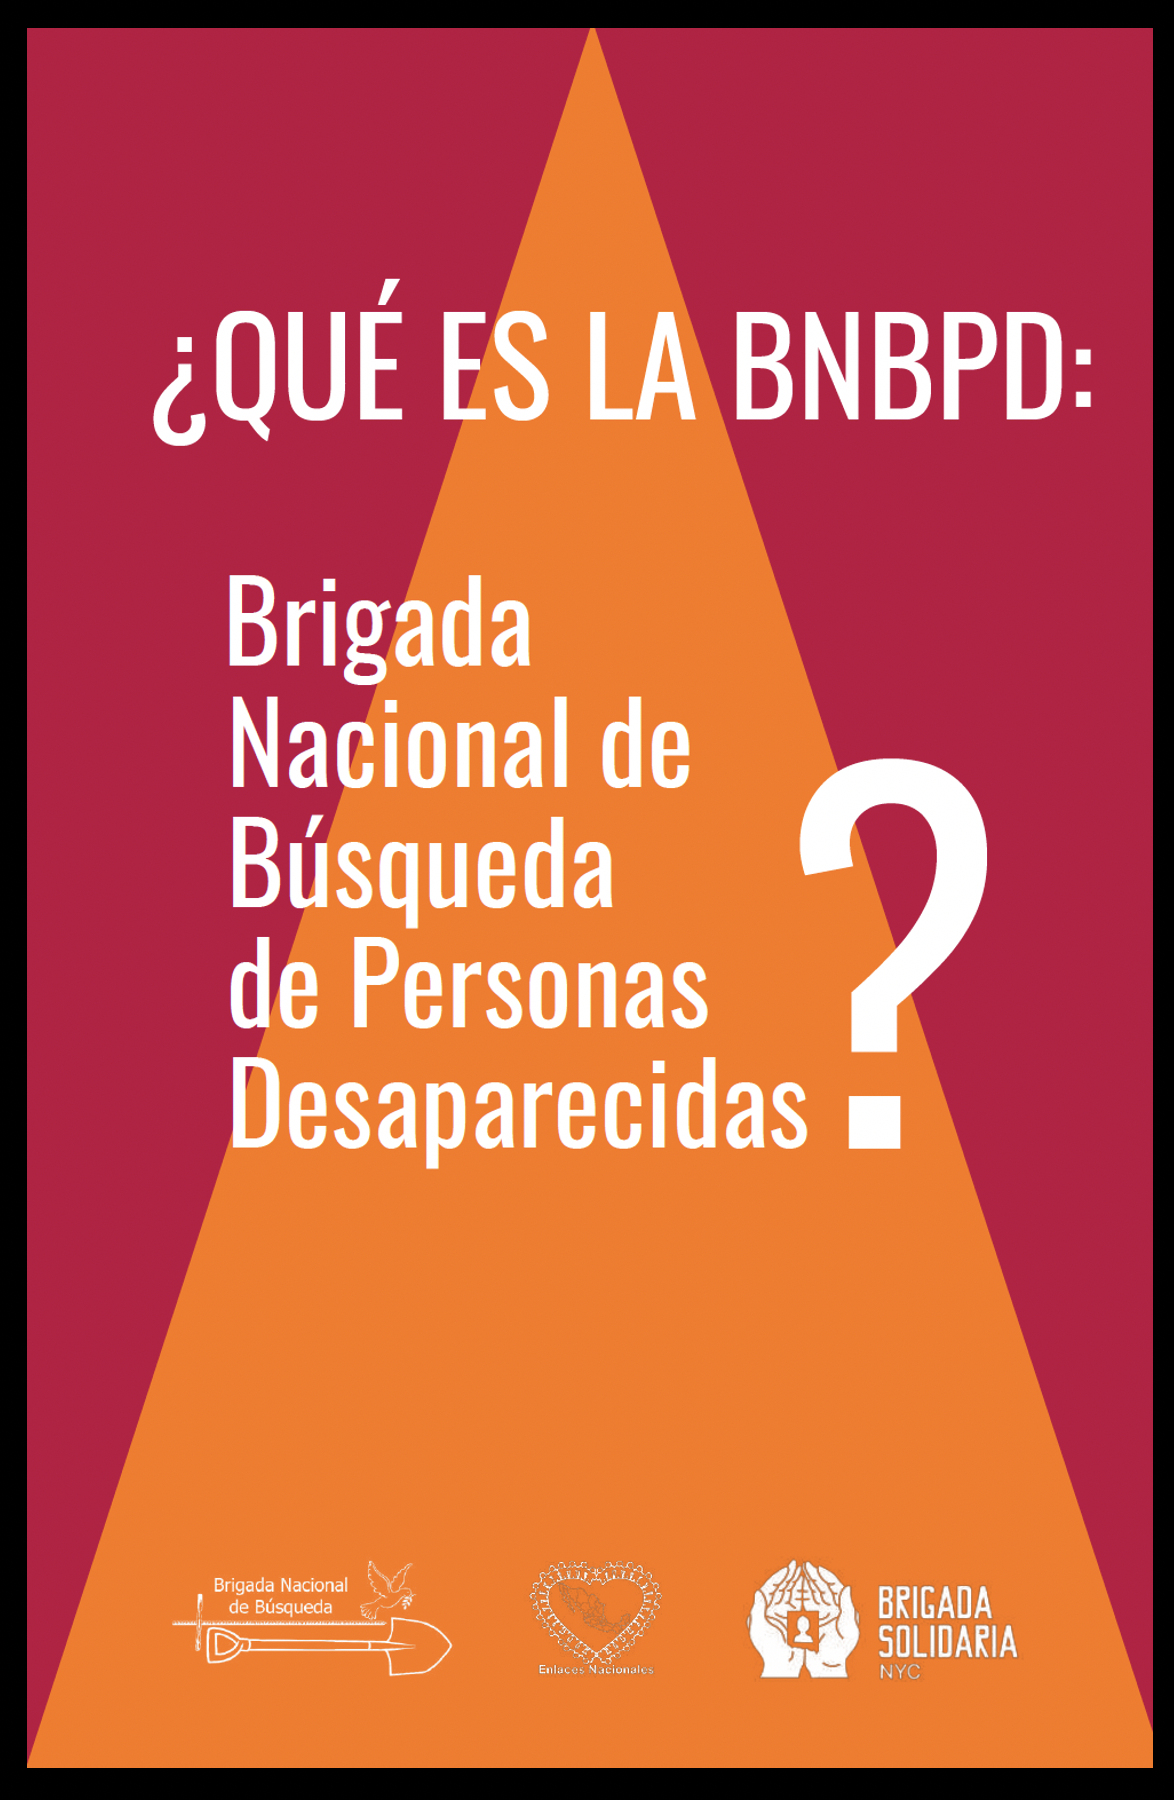 ¿QUÉ ES LA BNBPD:
Brigada
Nacional de
Búsqueda
de Personas
Desaparecidas?
Brigada Nacional
de Búsqueda
Enlaces Nacionales
BRIGADA
SOLIDARIA
NYC